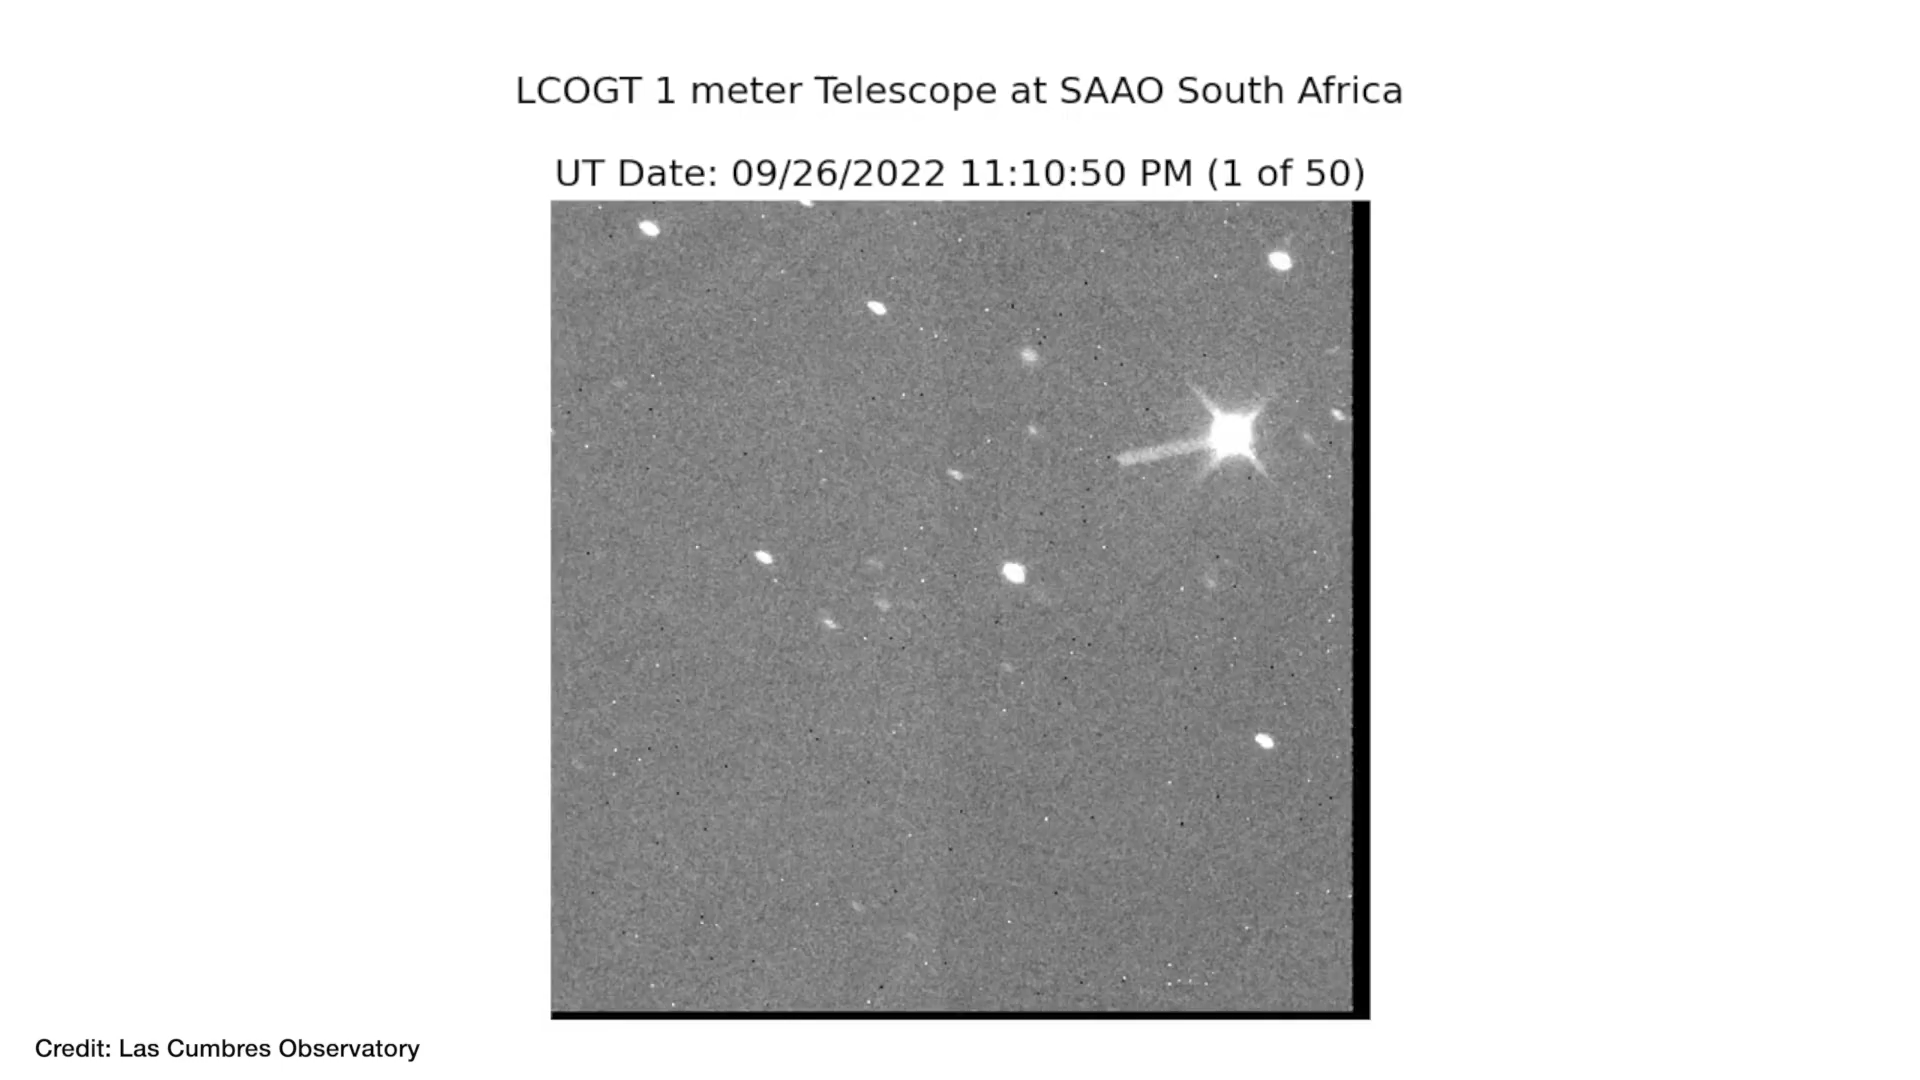 LCOGT 1 meter Telescope at SAAO South Africa
UT Date: 09/26/2022 11:10:50 PM (1 of 50)
Credit: Las Cumbres Observatory